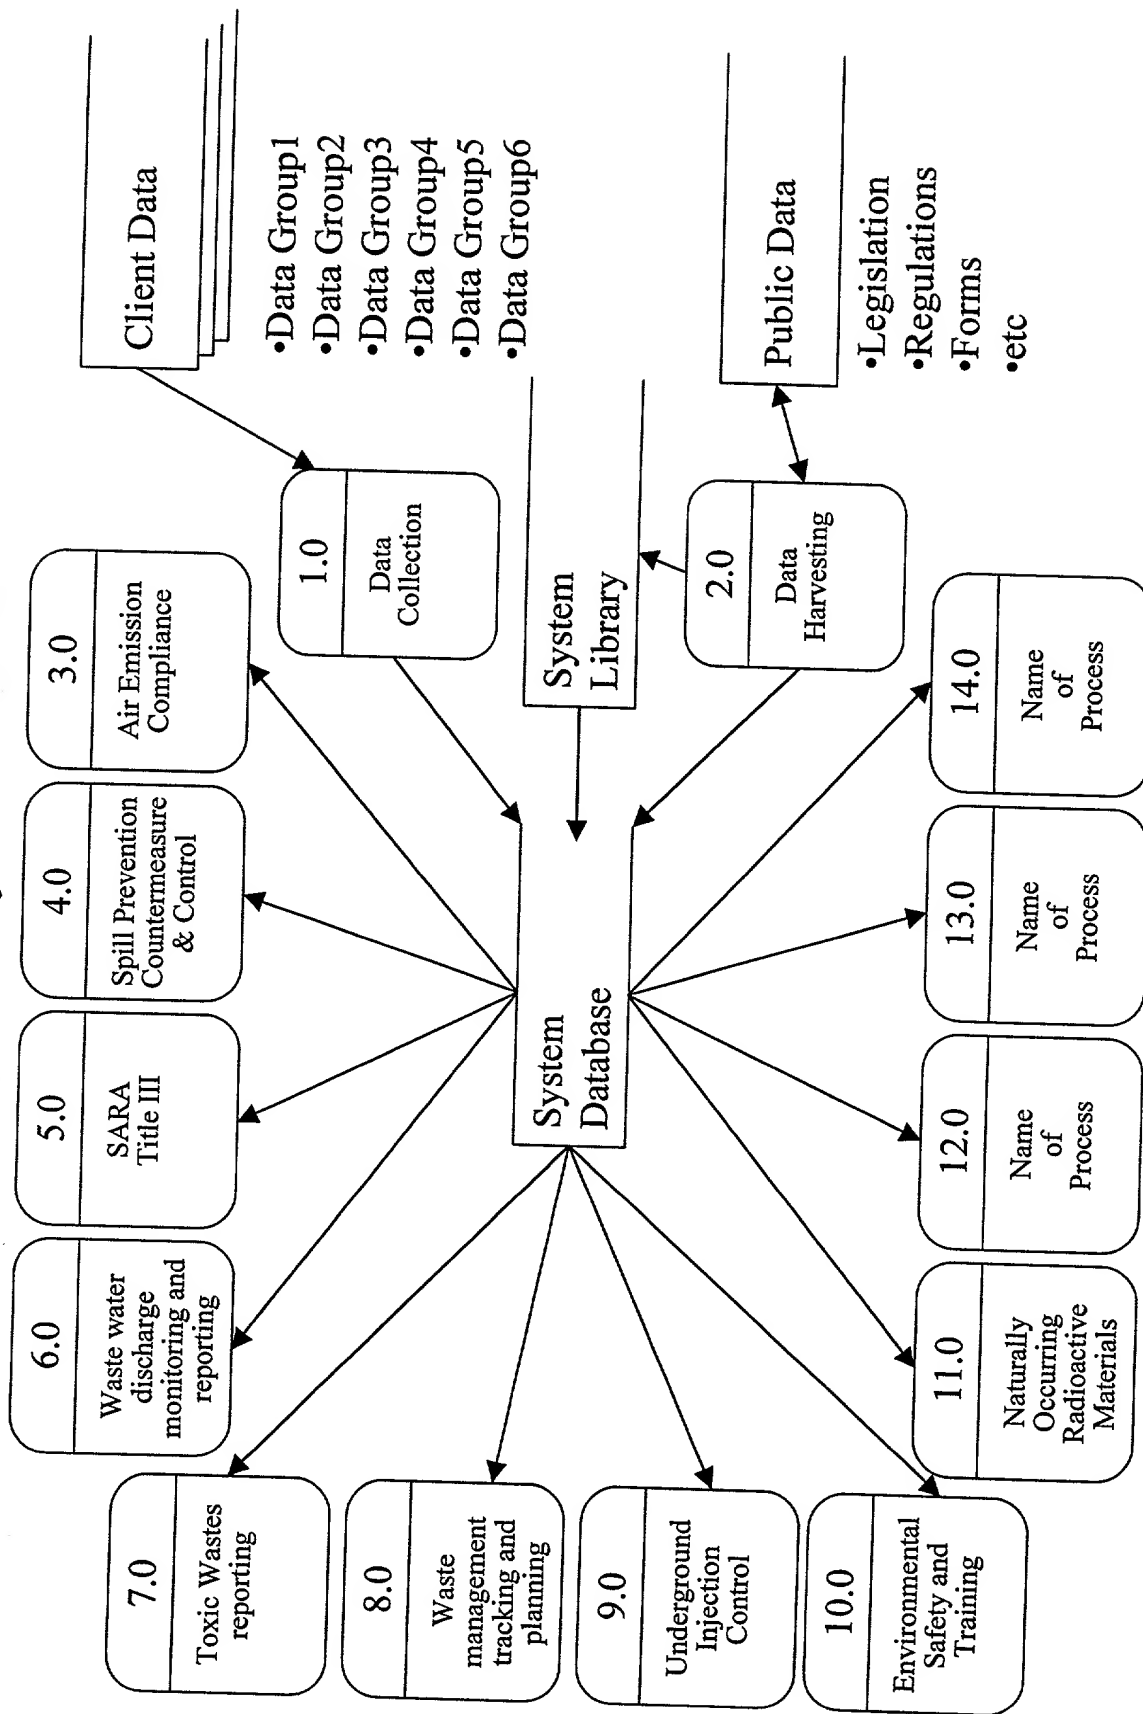 Client Data
•Data Group1
•Data Group2
•Data Group3
•Data Group4
•Data Group5
•Data Group6
1.0
Data
Collection
System
Library
2.0
Data
Harvesting
Public Data
•Legislation
•Regulations
•Forms
•etc
3.0
Air Emission
Compliance
4.0
Spill Prevention
Countermeasure
& Control
5.0
SARA
Title III
6.0
Waste water
discharge
monitoring and
reporting
System
Database
7.0
Toxic Wastes
reporting
8.0
Waste
management
tracking and
planning
9.0
Underground
Injection
Control
10.0
Environmental
Safety and
Training
11.0
Naturally
Occurring
Radioactive
Materials
12.0
Name
of
Process
13.0
Name
of
Process
14.0
Name
of
Process